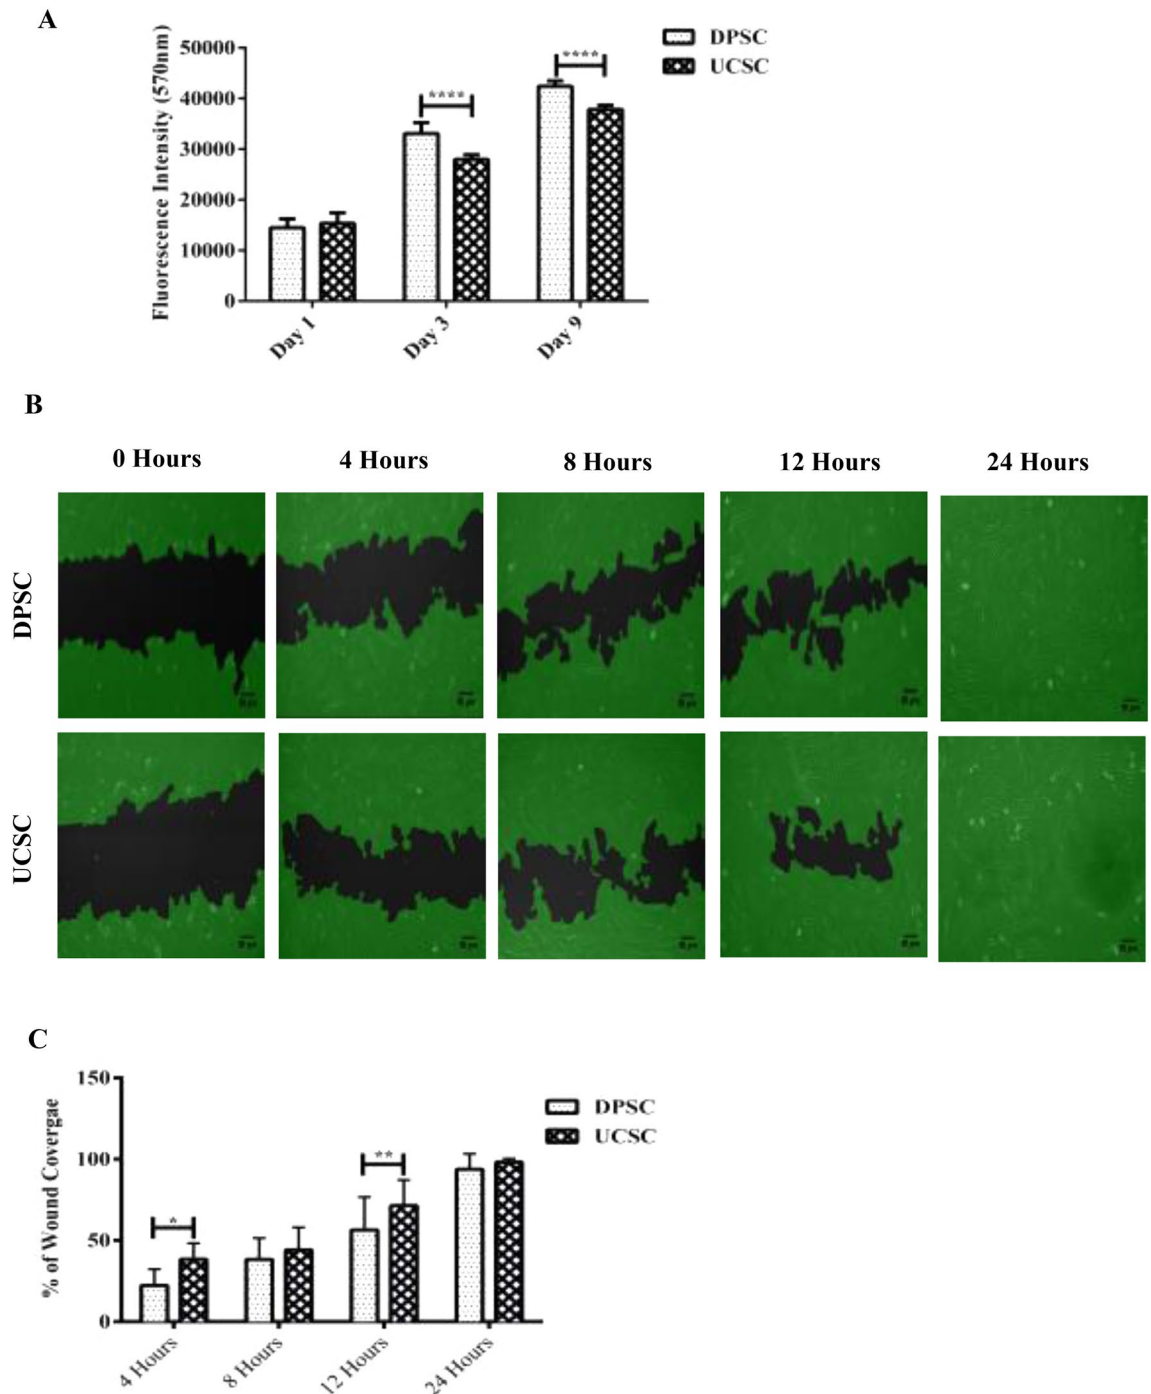 A
Fluorescence Intensity (570nm)
50000
40000
30000
20000
10000
0
****
****
DPSC
UCSC
Day 1
Day 3
Day 9
B
0 Hours
4 Hours
8 Hours
12 Hours
24 Hours
DPSC
UCSC
C
% of Wound Covergae
150
100
50
0
*
**
DPSC
UCSC
4 Hours
8 Hours
12 Hours
24 Hours